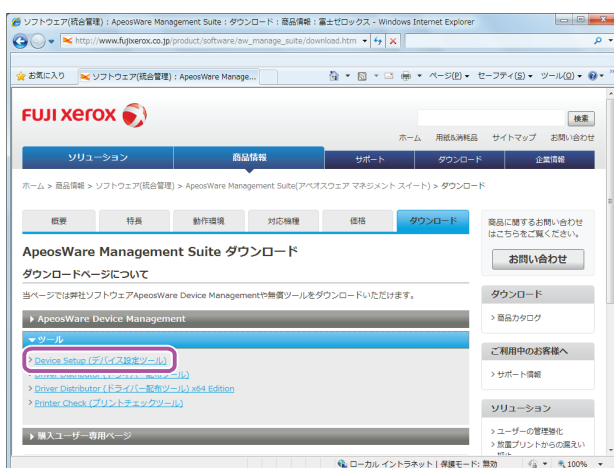 ソフトウェア(統合管理) : ApeosWare Management Suite : ダウンロード : 商品情報 : 富士ゼロックス - Windows Internet Explorer
http://www.fujixerox.co.jp/product/software/aw_manage_suite/download.htm
お気に入り
ソフトウェア(統合管理) : ApeosWare Manage...
ページ(P)
セーフティ(S)
ツール(O)
FUJI XEROX
検索
ホーム 用紙&消耗品 サイトマップ お問い合わせ
ソリューション 商品情報 サポート ダウンロード 企業情報
ホーム > 商品情報 > ソフトウェア(統合管理) > ApeosWare Management Suite(アペオスウェア マネジメント スイート) > ダウンロード
概要 特長 動作環境 対応機種 価格 ダウンロード
商品に関するお問い合わせ
はこちらをご覧ください。
お問い合わせ
ApeosWare Management Suite ダウンロード
ダウンロードページについて
当ページでは弊社ソフトウェアApeosWare Device Managementや無償ツールをダウンロードいただけます。
ApeosWare Device Management
ツール
> Device Setup (デバイス設定ツール)
> Driver Distributor (ドライバー配布ツール)
> Driver Distributor (ドライバー配布ツール) x64 Edition
> Printer Check (プリントチェックツール)
購入ユーザー専用ページ
ダウンロード
> 商品カタログ
ご利用中のお客様へ
> サポート情報
ソリューション
> ユーザーの管理強化
> 放置プリントからの漏えい
ローカル イントラネット | 保護モード: 無効
100%